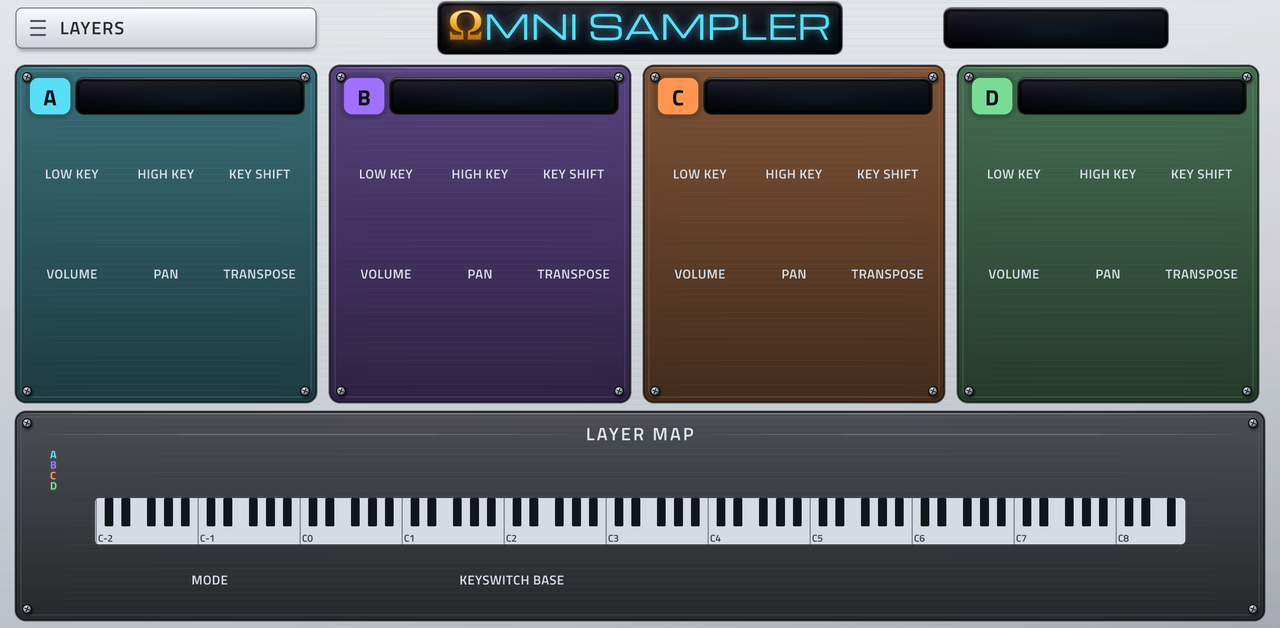 ☰ LAYERS
ΩMNI SAMPLER
A
B
C
D
LOW KEY HIGH KEY KEY SHIFT
LOW KEY HIGH KEY KEY SHIFT
LOW KEY HIGH KEY KEY SHIFT
LOW KEY HIGH KEY KEY SHIFT
VOLUME PAN TRANSPOSE
VOLUME PAN TRANSPOSE
VOLUME PAN TRANSPOSE
VOLUME PAN TRANSPOSE
LAYER MAP
A
B
C
D
C-2 C-1 C0 C1 C2 C3 C4 C5 C6 C7 C8
MODE KEYSWITCH BASE